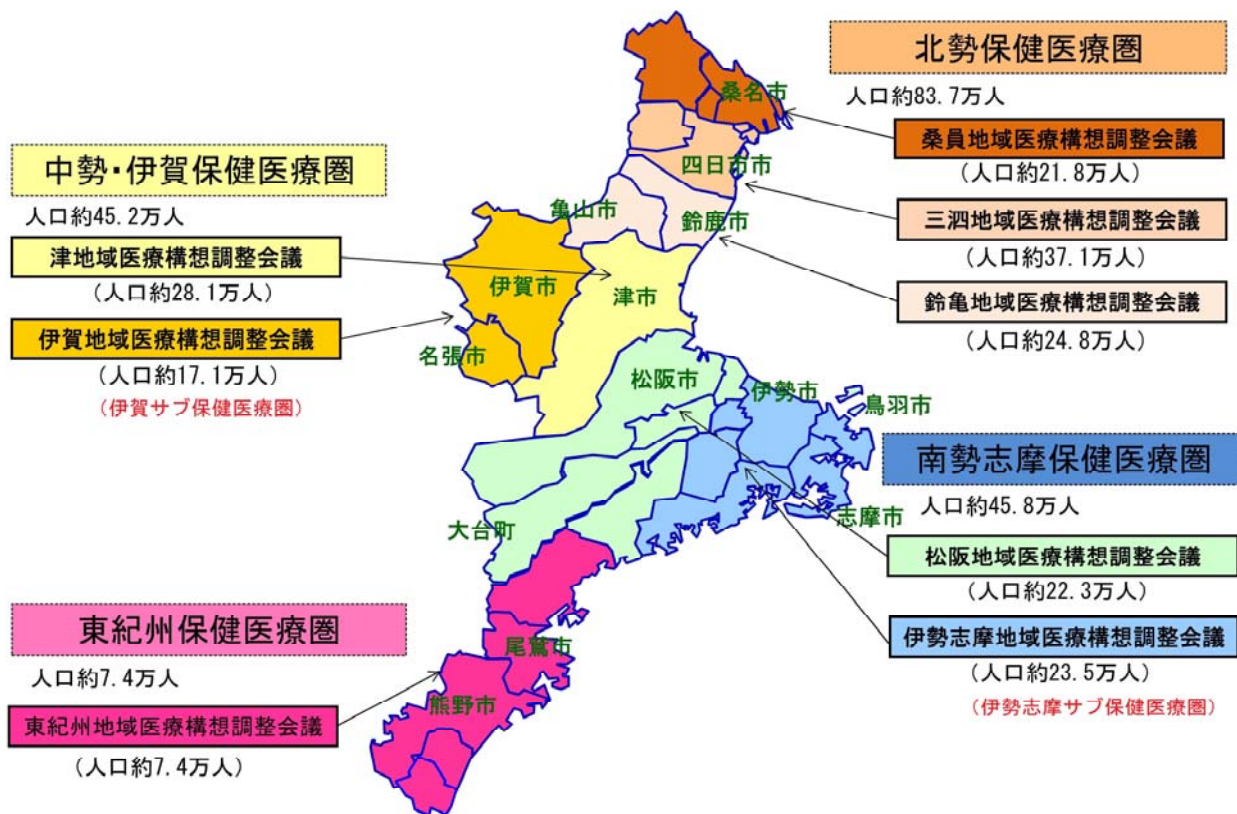 北勢保健医療圏
人口約83.7万人
桑員地域医療構想調整会議
(人口約21.8万人)
三泗地域医療構想調整会議
(人口約37.1万人)
鈴亀地域医療構想調整会議
(人口約24.8万人)
中勢・伊賀保健医療圏
人口約45.2万人
津地域医療構想調整会議
(人口約28.1万人)
伊賀地域医療構想調整会議
(人口約17.1万人)
(伊賀サブ保健医療圏)
桑名市
四日市市
亀山市
鈴鹿市
伊賀市
津市
名張市
松阪市
伊勢市
鳥羽市
志摩市
大台町
尾鷲市
熊野市
南勢志摩保健医療圏
人口約45.8万人
松阪地域医療構想調整会議
(人口約22.3万人)
伊勢志摩地域医療構想調整会議
(人口約23.5万人)
(伊勢志摩サブ保健医療圏)
東紀州保健医療圏
人口約7.4万人
東紀州地域医療構想調整会議
(人口約7.4万人)